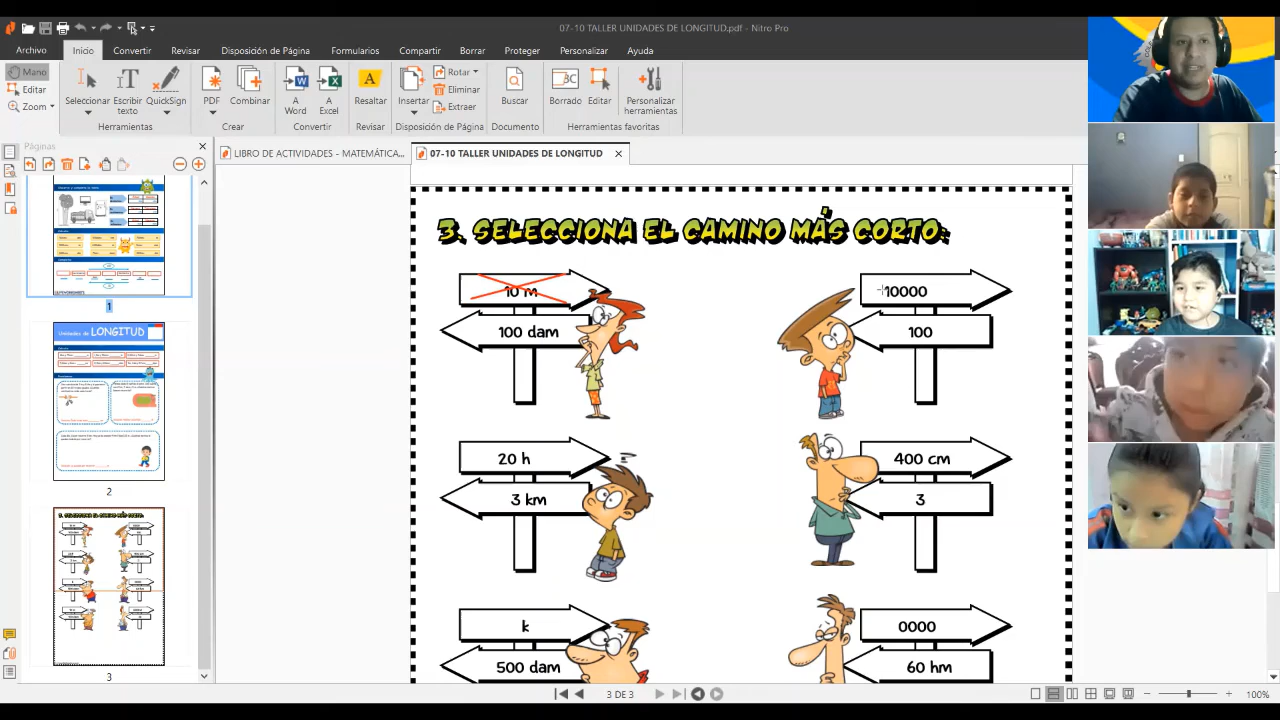 07-10 TALLER UNIDADES DE LONGITUD.pdf - Nitro Pro
Archivo Inicio Convertir Revisar Disposición de Página Formularios Compartir Borrar Proteger Personalizar Ayuda
Mano
Editar
Zoom
Seleccionar
Escribir texto
QuickSign
Herramientas
PDF
Combinar
Crear
A Word
A Excel
Convertir
Resaltar
Revisar
Insertar
Rotar
Eliminar
Extraer
Disposición de Página
Buscar
Documento
Borrado
Editar
Personalizar herramientas
Herramientas favoritas
Páginas
LIBRO DE ACTIVIDADES - MATEMÁTICA...
07-10 TALLER UNIDADES DE LONGITUD
Unidades de LONGITUD
1
2
3
3. SELECCIONA EL CAMINO MÁS CORTO:
10 m
100 dam
10000
100
20 h
3 km
400 cm
3
k
500 dam
0000
60 hm
3 DE 3
100%